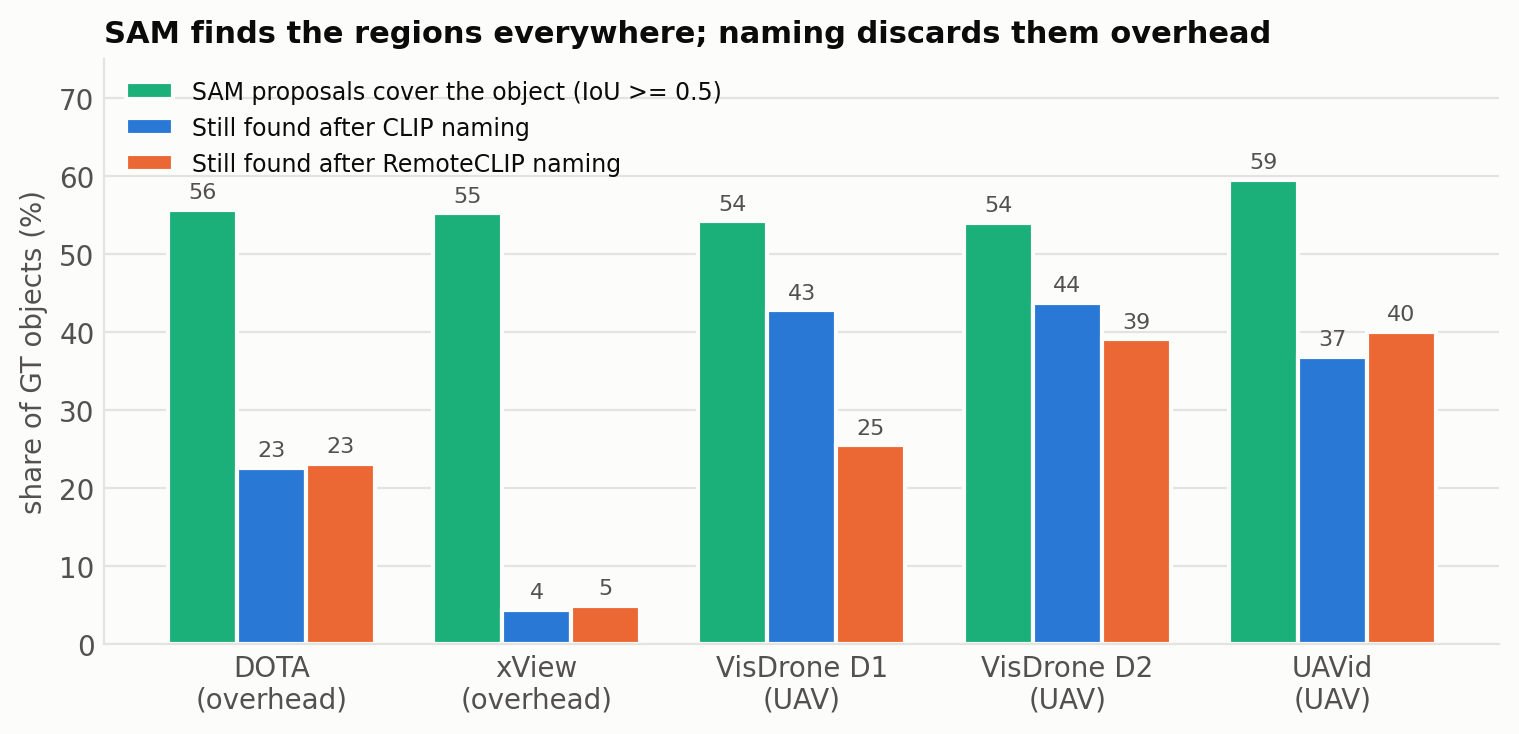 SAM finds the regions everywhere; naming discards them overhead
SAM proposals cover the object (IoU >= 0.5)
Still found after CLIP naming
Still found after RemoteCLIP naming
share of GT objects (%)
70
60
50
40
30
20
10
0
56
23
23
55
4
5
54
43
25
54
44
39
59
37
40
DOTA
(overhead)
xView
(overhead)
VisDrone D1
(UAV)
VisDrone D2
(UAV)
UAVid
(UAV)